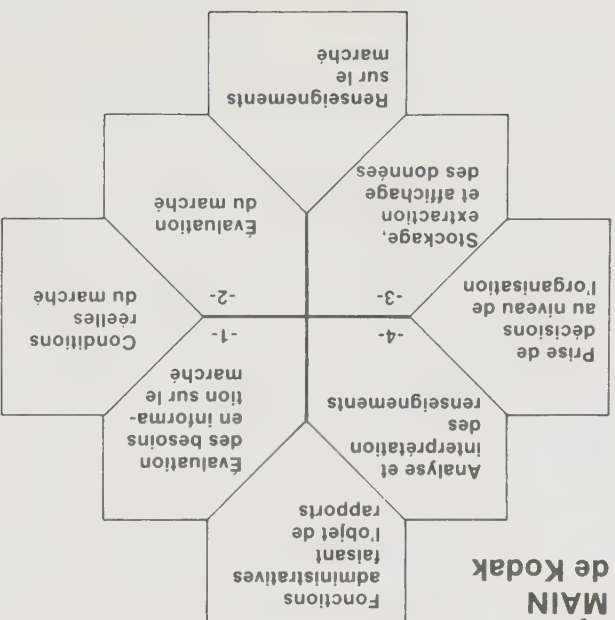 MAIN
de Kodak
Fonctions
administratives
faisant
l'objet de
rapports
Analyse et
interprétation
des
renseignements
-4-
Évaluation
des besoins
en informa-
tion sur le
marché
-1-
Prise de
décisions
au niveau de
l'organisation
Conditions
réelles
du marché
-3-
Stockage,
extraction
et affichage
des données
-2-
Évaluation
du marché
Renseignements
sur le
marché